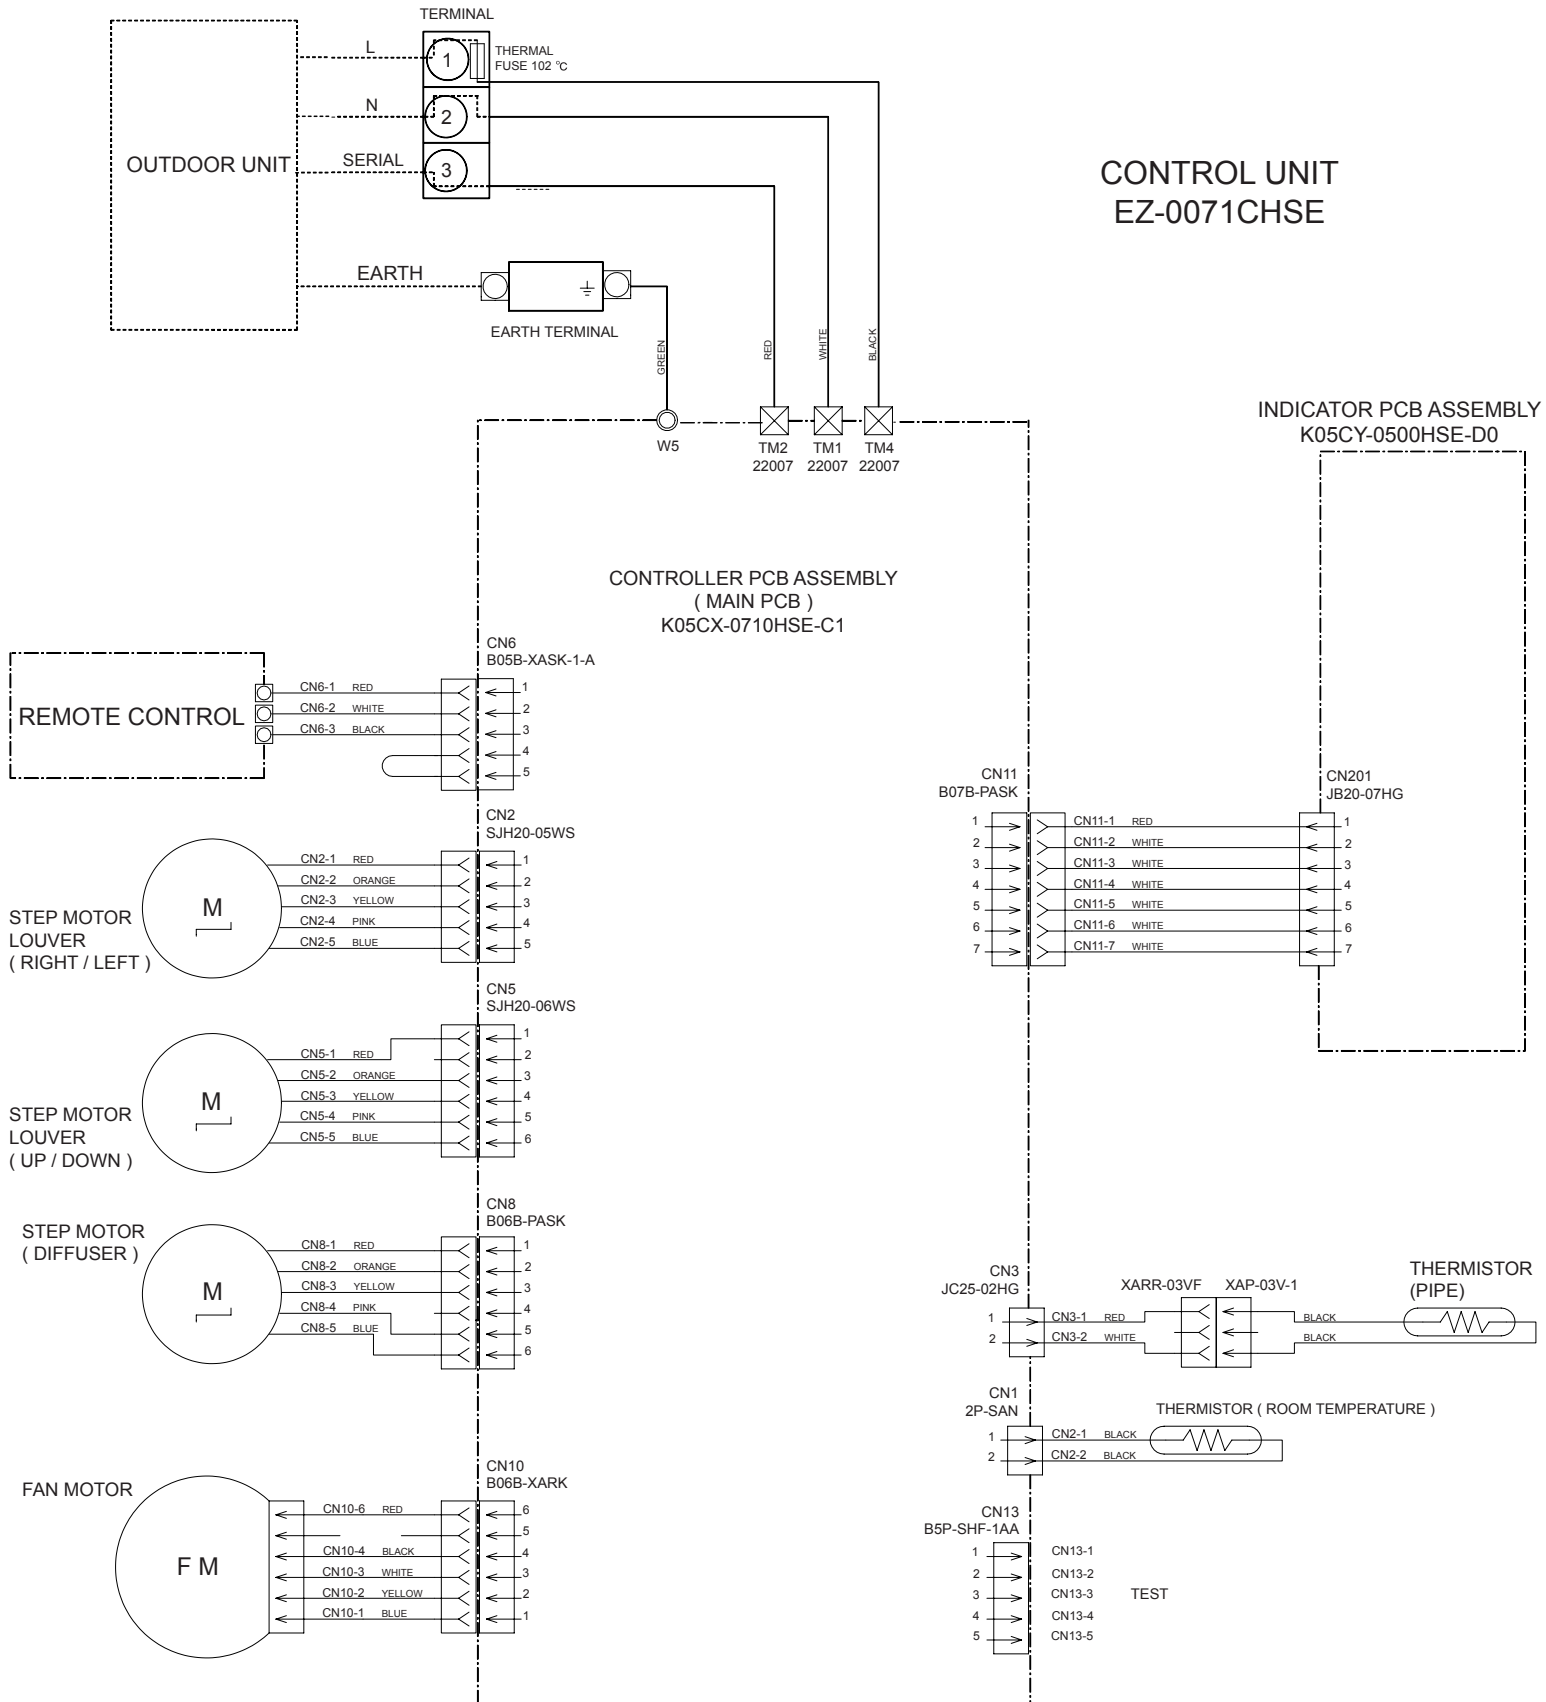 TERMINAL
L
1
THERMAL
FUSE 102 °C
N
2
OUTDOOR UNIT
SERIAL
3
CONTROL UNIT
EZ-0071CHSE
EARTH
EARTH TERMINAL
GREEN
RED
WHITE
BLACK
W5
TM2
22007
TM1
22007
TM4
22007
INDICATOR PCB ASSEMBLY
K05CY-0500HSE-D0
CONTROLLER PCB ASSEMBLY
( MAIN PCB )
K05CX-0710HSE-C1
REMOTE CONTROL
CN6
B05B-XASK-1-A
CN6-1 RED 1
CN6-2 WHITE 2
CN6-3 BLACK 3
4
5
CN2
SJH20-05WS
STEP MOTOR
LOUVER
( RIGHT / LEFT )
M
CN2-1 RED 1
CN2-2 ORANGE 2
CN2-3 YELLOW 3
CN2-4 PINK 4
CN2-5 BLUE 5
CN11
B07B-PASK
CN201
JB20-07HG
1 CN11-1 RED 1
2 CN11-2 WHITE 2
3 CN11-3 WHITE 3
4 CN11-4 WHITE 4
5 CN11-5 WHITE 5
6 CN11-6 WHITE 6
7 CN11-7 WHITE 7
CN5
SJH20-06WS
STEP MOTOR
LOUVER
( UP / DOWN )
M
1
CN5-1 RED 2
CN5-2 ORANGE 3
CN5-3 YELLOW 4
CN5-4 PINK 5
CN5-5 BLUE 6
CN8
B06B-PASK
STEP MOTOR
( DIFFUSER )
M
CN8-1 RED 1
CN8-2 ORANGE 2
CN8-3 YELLOW 3
CN8-4 PINK 4
CN8-5 BLUE 5
6
CN3
JC25-02HG
XARR-03VF
XAP-03V-1
THERMISTOR
(PIPE)
1 CN3-1 RED BLACK
2 CN3-2 WHITE BLACK
CN1
2P-SAN
THERMISTOR ( ROOM TEMPERATURE )
1 CN2-1 BLACK
2 CN2-2 BLACK
CN10
B06B-XARK
FAN MOTOR
F M
CN10-6 RED 6
5
CN10-4 BLACK 4
CN10-3 WHITE 3
CN10-2 YELLOW 2
CN10-1 BLUE 1
CN13
B5P-SHF-1AA
1 CN13-1
2 CN13-2
3 CN13-3
4 CN13-4
5 CN13-5
TEST